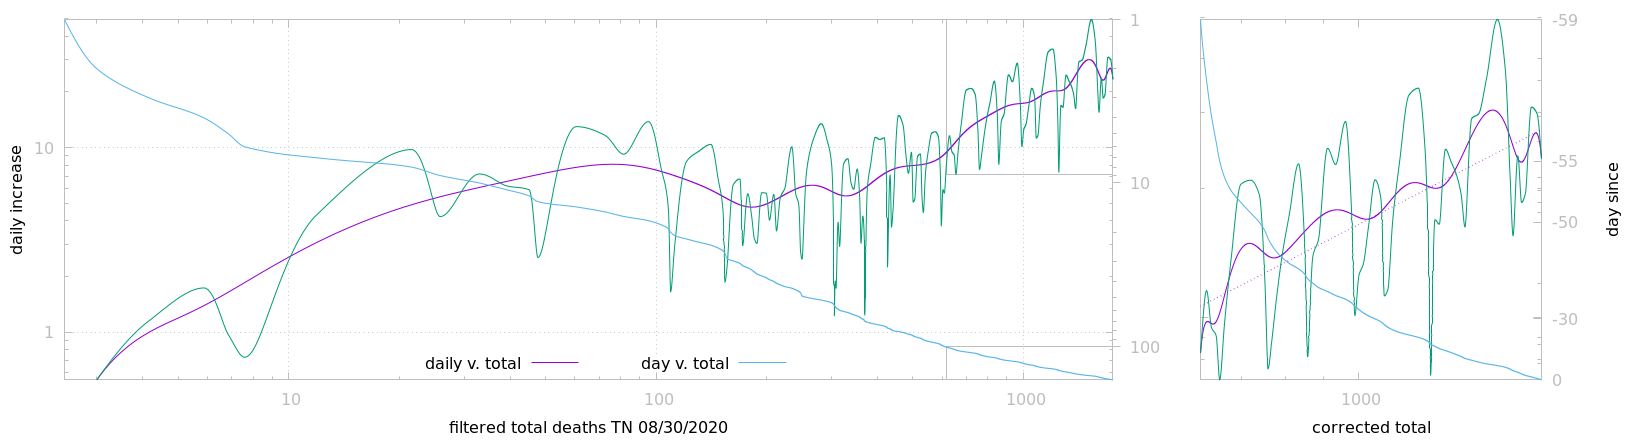 daily increase
10
1
10
100
1000
1
10
100
daily v. total
day v. total
filtered total deaths TN 08/30/2020
1000
-59
-55
-50
-30
0
day since
corrected total